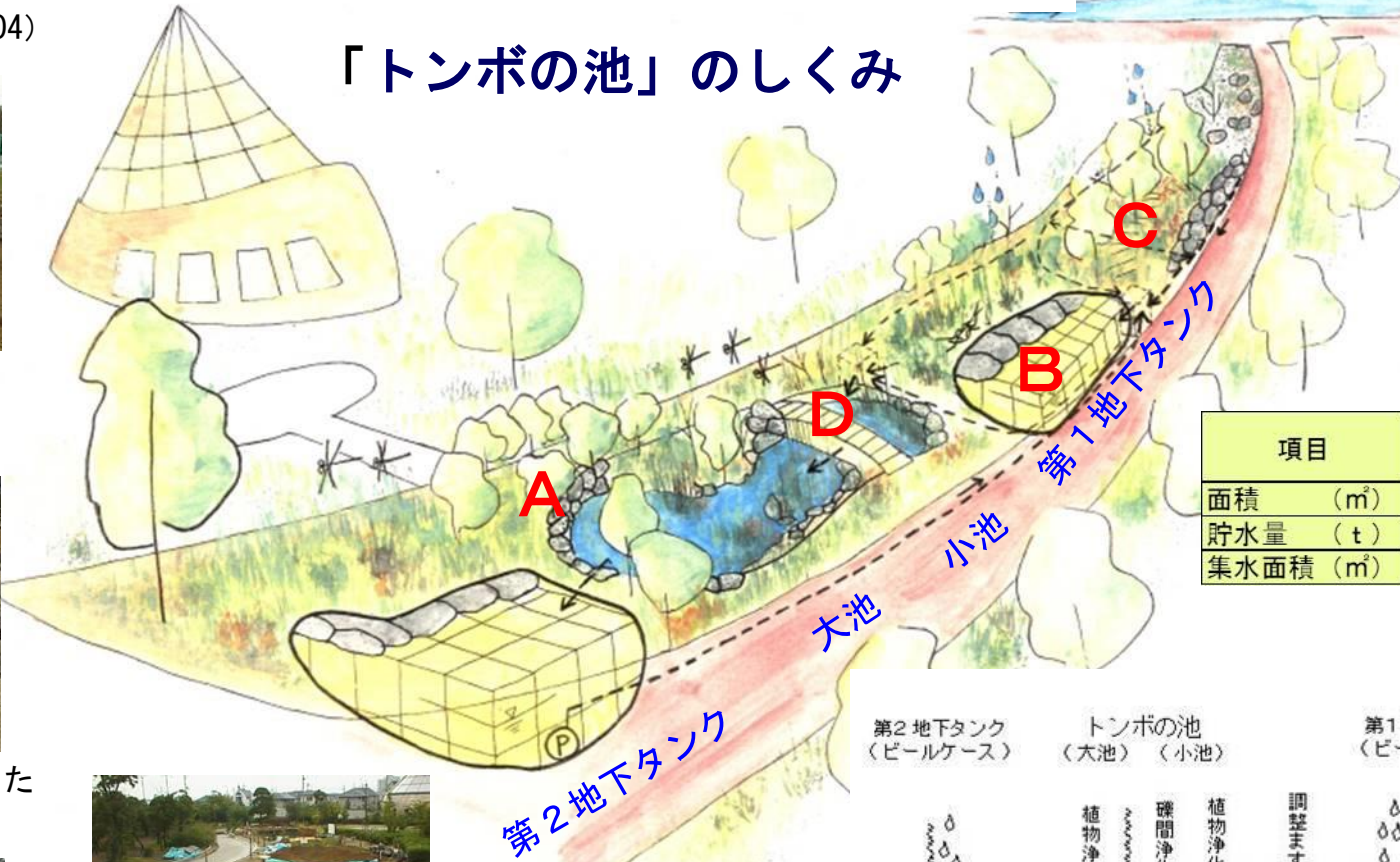 04)
「トンボの池」のしくみ
C
B
D
A
第1地下タンク
小池
大池
第2地下タンク
P
項目
面積 (㎡)
貯水量 (t)
集水面積 (㎡)
第2地下タンク
(ビールケース)
トンボの池
(大池) (小池)
第1
(ビー
植物浄
礫間浄
植物浄
調整ます
た